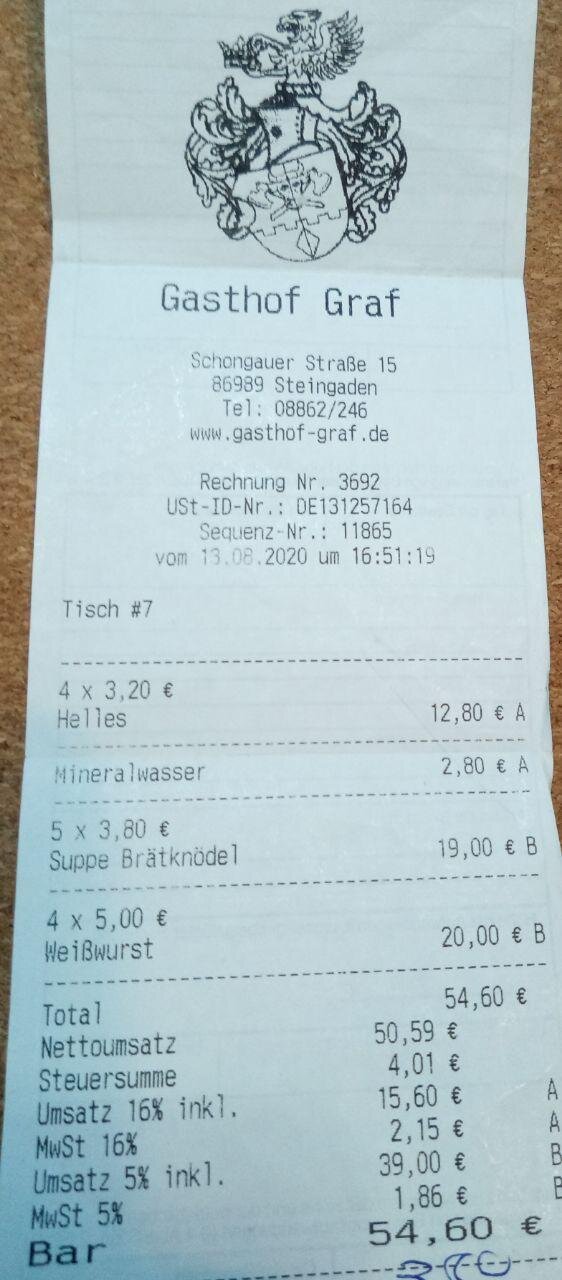 Gasthof Graf
Schongauer Straße 15
86989 Steingaden
Tel: 08862/246
www.gasthof-graf.de
Rechnung Nr. 3692
USt-ID-Nr.: DE131257164
Sequenz-Nr.: 11865
vom 13.08.2020 um 16:51:19
Tisch #7
4 x 3,20 €
Helles 12,80 € A
Mineralwasser 2,80 € A
5 x 3,80 €
Suppe Brätknödel 19,00 € B
4 x 5,00 €
Weißwurst 20,00 € B
Total 54,60 €
Nettoumsatz 50,59 €
Steuersumme 4,01 €
Umsatz 16% inkl. 15,60 € A
MwSt 16% 2,15 € A
Umsatz 5% inkl. 39,00 € B
MwSt 5% 1,86 € B
Bar 54,60 €